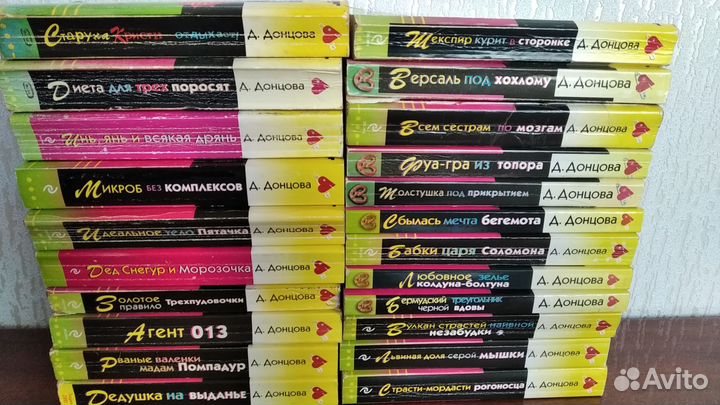 Старуха Кристи отдыхает! Д. Донцова
Диета для трех поросят Д. Донцова
Инь, янь и всякая дрянь Д. Донцова
Микроб без комплексов Д. Донцова
Идеальное тело Пятачка Д. Донцова
Дед Снегур и Морозочка Д. Донцова
Золотое
правило Трехпудовочки Д. Донцова
Агент 013 Д. Донцова
Рваные валенки
мадам Помпадур Д. Донцова
Дедушка на выданье Д. Донцова
Шекспир курит в сторонке Д. Донцова
Версаль под хохлому Д. Донцова
Всем сестрам по мозгам Д. Донцова
Фуа-гра из топора Д. Донцова
Толстушка под прикрытием Д. Донцова
Сбылась мечта бегемота Д. Донцова
Бабки царя Соломона Д. Донцова
Любовное зелье
колдуна-болтуна Д. Донцова
Бермудский треугольник
черной вдовы Д. Донцова
Вулкан страстей наивной
незабудки Д. Донцова
Львиная доля серой мышки Д. Донцова
Страсти-мордасти рогоносца Д. Донцова
Avito